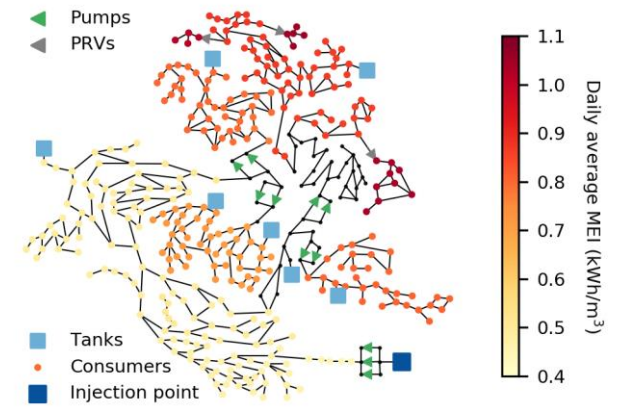 Pumps
PRVs
Tanks
Consumers
Injection point
1.1
1.0
0.9
0.8
0.7
0.6
0.5
0.4
Daily average MEI (kWh/m³)